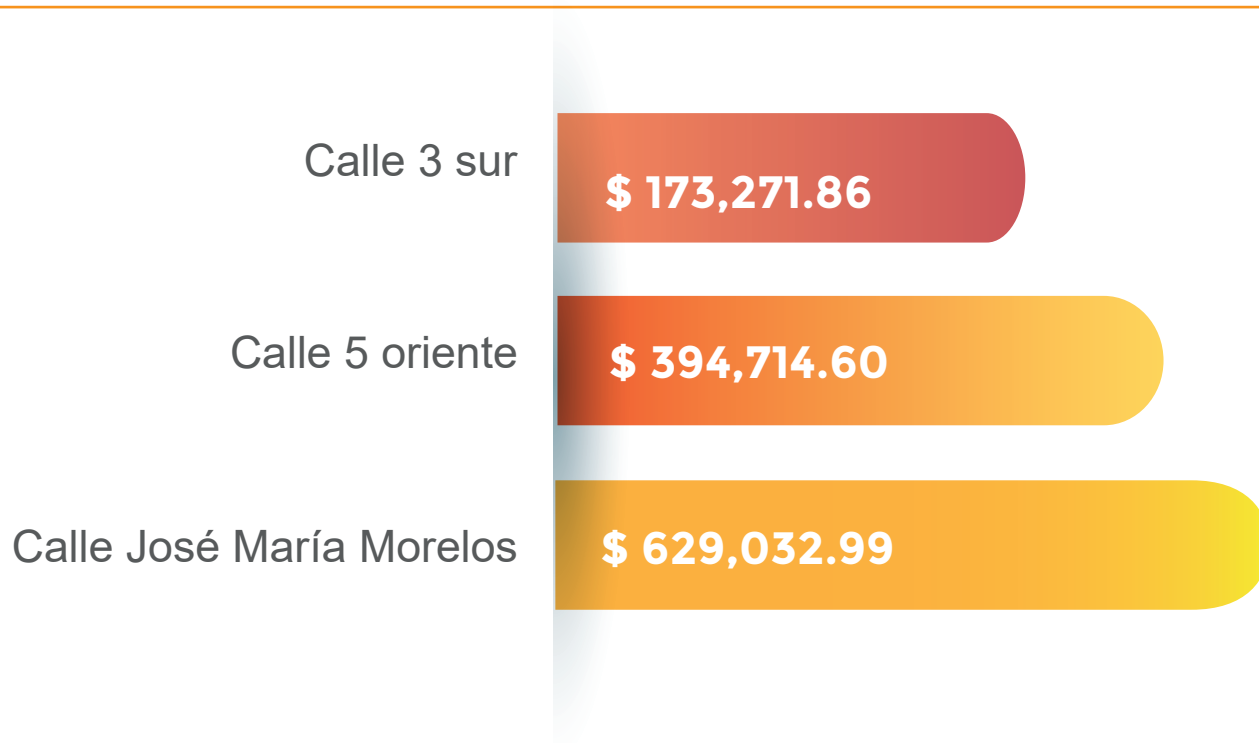 Calle 3 sur
$ 173,271.86
Calle 5 oriente
$ 394,714.60
Calle José María Morelos
$ 629,032.99